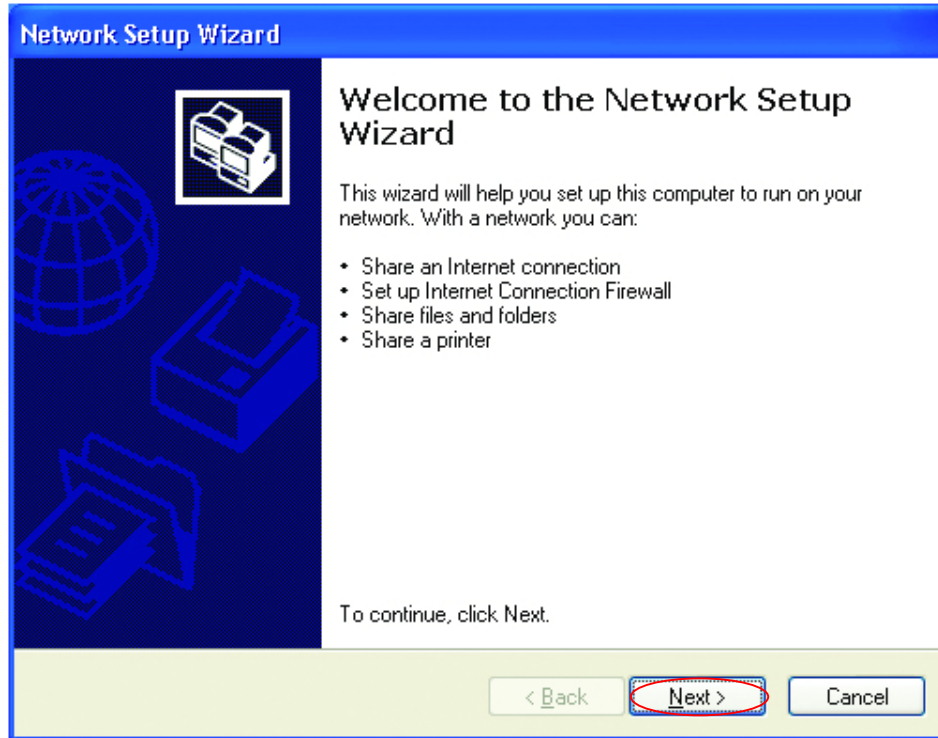 Network Setup Wizard
Welcome to the Network Setup
Wizard
This wizard will help you set up this computer to run on your
network. With a network you can:
• Share an Internet connection
• Set up Internet Connection Firewall
• Share files and folders
• Share a printer
To continue, click Next.
< Back Next > Cancel